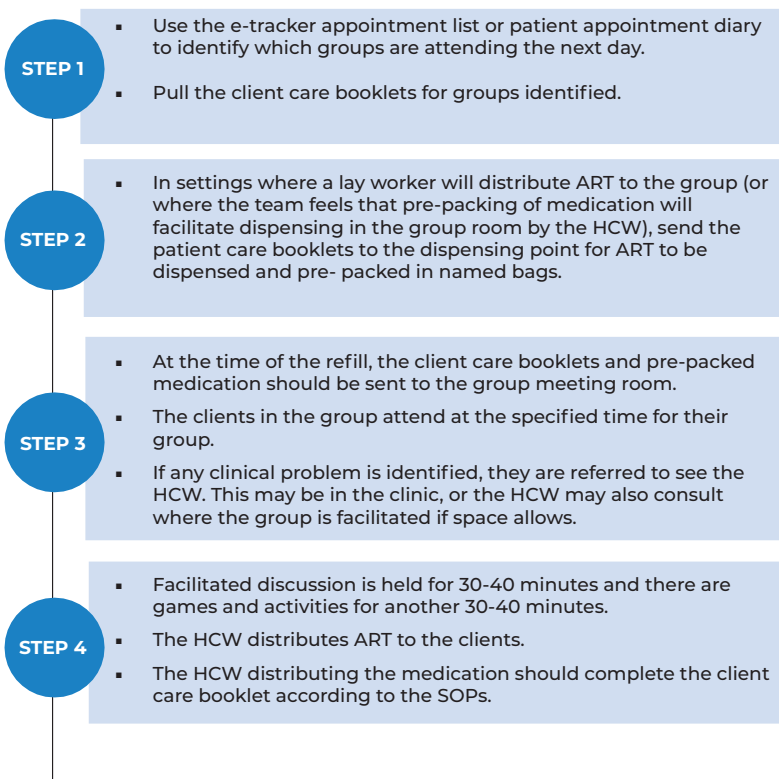 STEP 1
▪ Use the e-tracker appointment list or patient appointment diary
to identify which groups are attending the next day.
▪ Pull the client care booklets for groups identified.
STEP 2
▪ In settings where a lay worker will distribute ART to the group (or
where the team feels that pre-packing of medication will
facilitate dispensing in the group room by the HCW), send the
patient care booklets to the dispensing point for ART to be
dispensed and pre- packed in named bags.
STEP 3
▪ At the time of the refill, the client care booklets and pre-packed
medication should be sent to the group meeting room.
▪ The clients in the group attend at the specified time for their
group.
▪ If any clinical problem is identified, they are referred to see the
HCW. This may be in the clinic, or the HCW may also consult
where the group is facilitated if space allows.
STEP 4
▪ Facilitated discussion is held for 30-40 minutes and there are
games and activities for another 30-40 minutes.
▪ The HCW distributes ART to the clients.
▪ The HCW distributing the medication should complete the client
care booklet according to the SOPs.